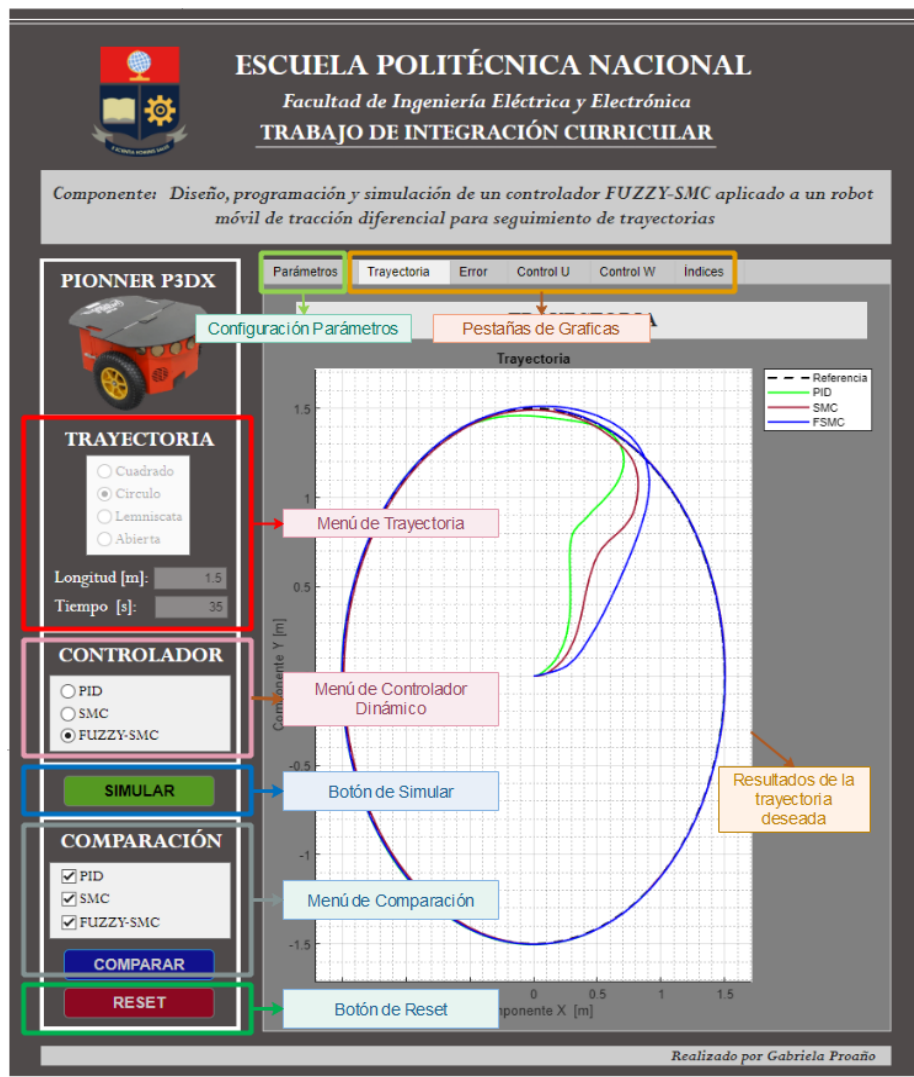 ESCUELA POLITÉCNICA NACIONAL
Facultad de Ingeniería Eléctrica y Electrónica
TRABAJO DE INTEGRACIÓN CURRICULAR
E SCIENTIA HOMINIS SALUS
Componente: Diseño, programación y simulación de un controlador FUZZY-SMC aplicado a un robot
móvil de tracción diferencial para seguimiento de trayectorias
PIONNER P3DX
TRAYECTORIA
Cuadrado
Circulo
Lemniscata
Abierta
Longitud [m]: 1.5
Tiempo [s]: 35
CONTROLADOR
PID
SMC
FUZZY-SMC
SIMULAR
COMPARACIÓN
PID
SMC
FUZZY-SMC
COMPARAR
RESET
Parámetros Trayectoria Error Control U Control W Índices
Configuración Parámetros
Pestañas de Graficas
Trayectoria
Referencia
PID
SMC
FSMC
1.5
1
0.5
-0.5
-1
-1.5
Componente Y [m]
0 0.5 1 1.5
mponente X [m]
Menú de Trayectoria
Menú de Controlador
Dinámico
Botón de Simular
Menú de Comparación
Botón de Reset
Resultados de la
trayectoria
deseada
Realizado por Gabriela Proaño